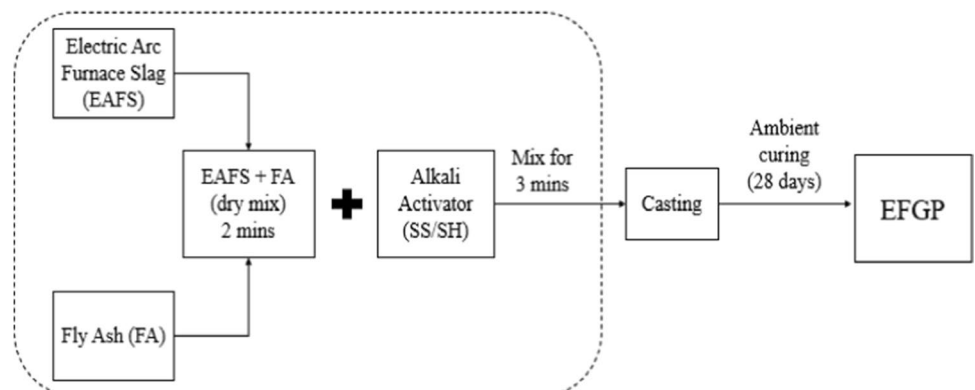 Electric Arc
Furnace Slag
(EAFS)
EAFS + FA
(dry mix)
2 mins
Fly Ash (FA)
Alkali
Activator
(SS/SH)
Mix for
3 mins
Casting
Ambient
curing
(28 days)
EFGP